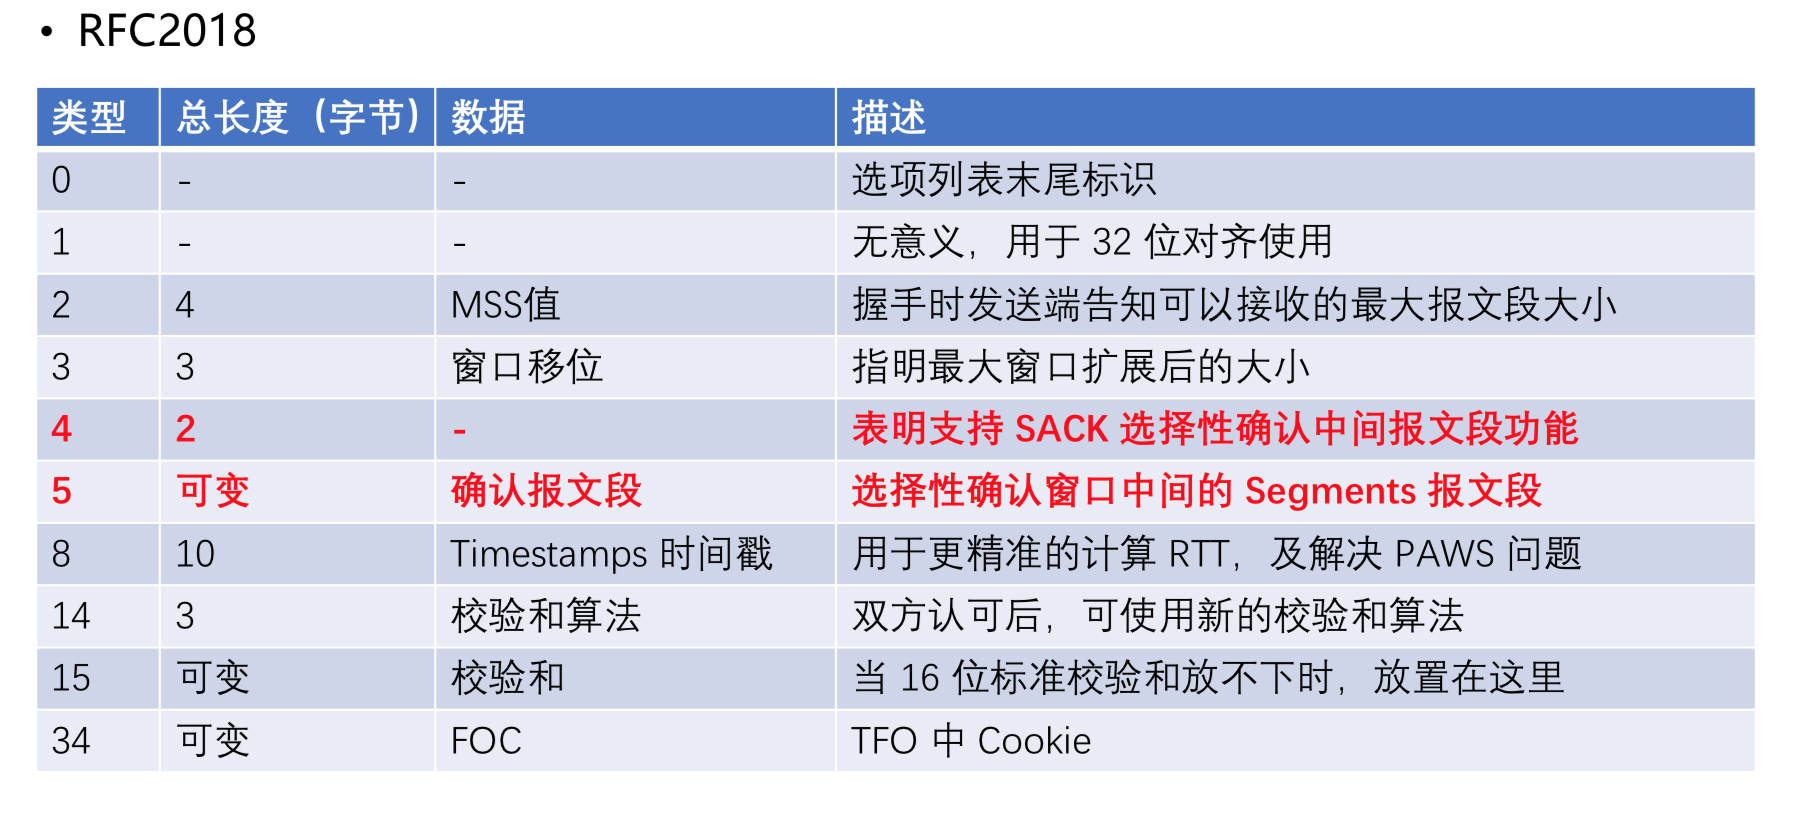 • RFC2018
类型 总长度（字节） 数据 描述
0 - - 选项列表末尾标识
1 - - 无意义，用于 32 位对齐使用
2 4 MSS值 握手时发送端告知可以接收的最大报文段大小
3 3 窗口移位 指明最大窗口扩展后的大小
4 2 - 表明支持 SACK 选择性确认中间报文段功能
5 可变 确认报文段 选择性确认窗口中间的 Segments 报文段
8 10 Timestamps 时间戳 用于更精准的计算 RTT，及解决 PAWS 问题
14 3 校验和算法 双方认可后，可使用新的校验和算法
15 可变 校验和 当 16 位标准校验和放不下时，放置在这里
34 可变 FOC TFO 中 Cookie